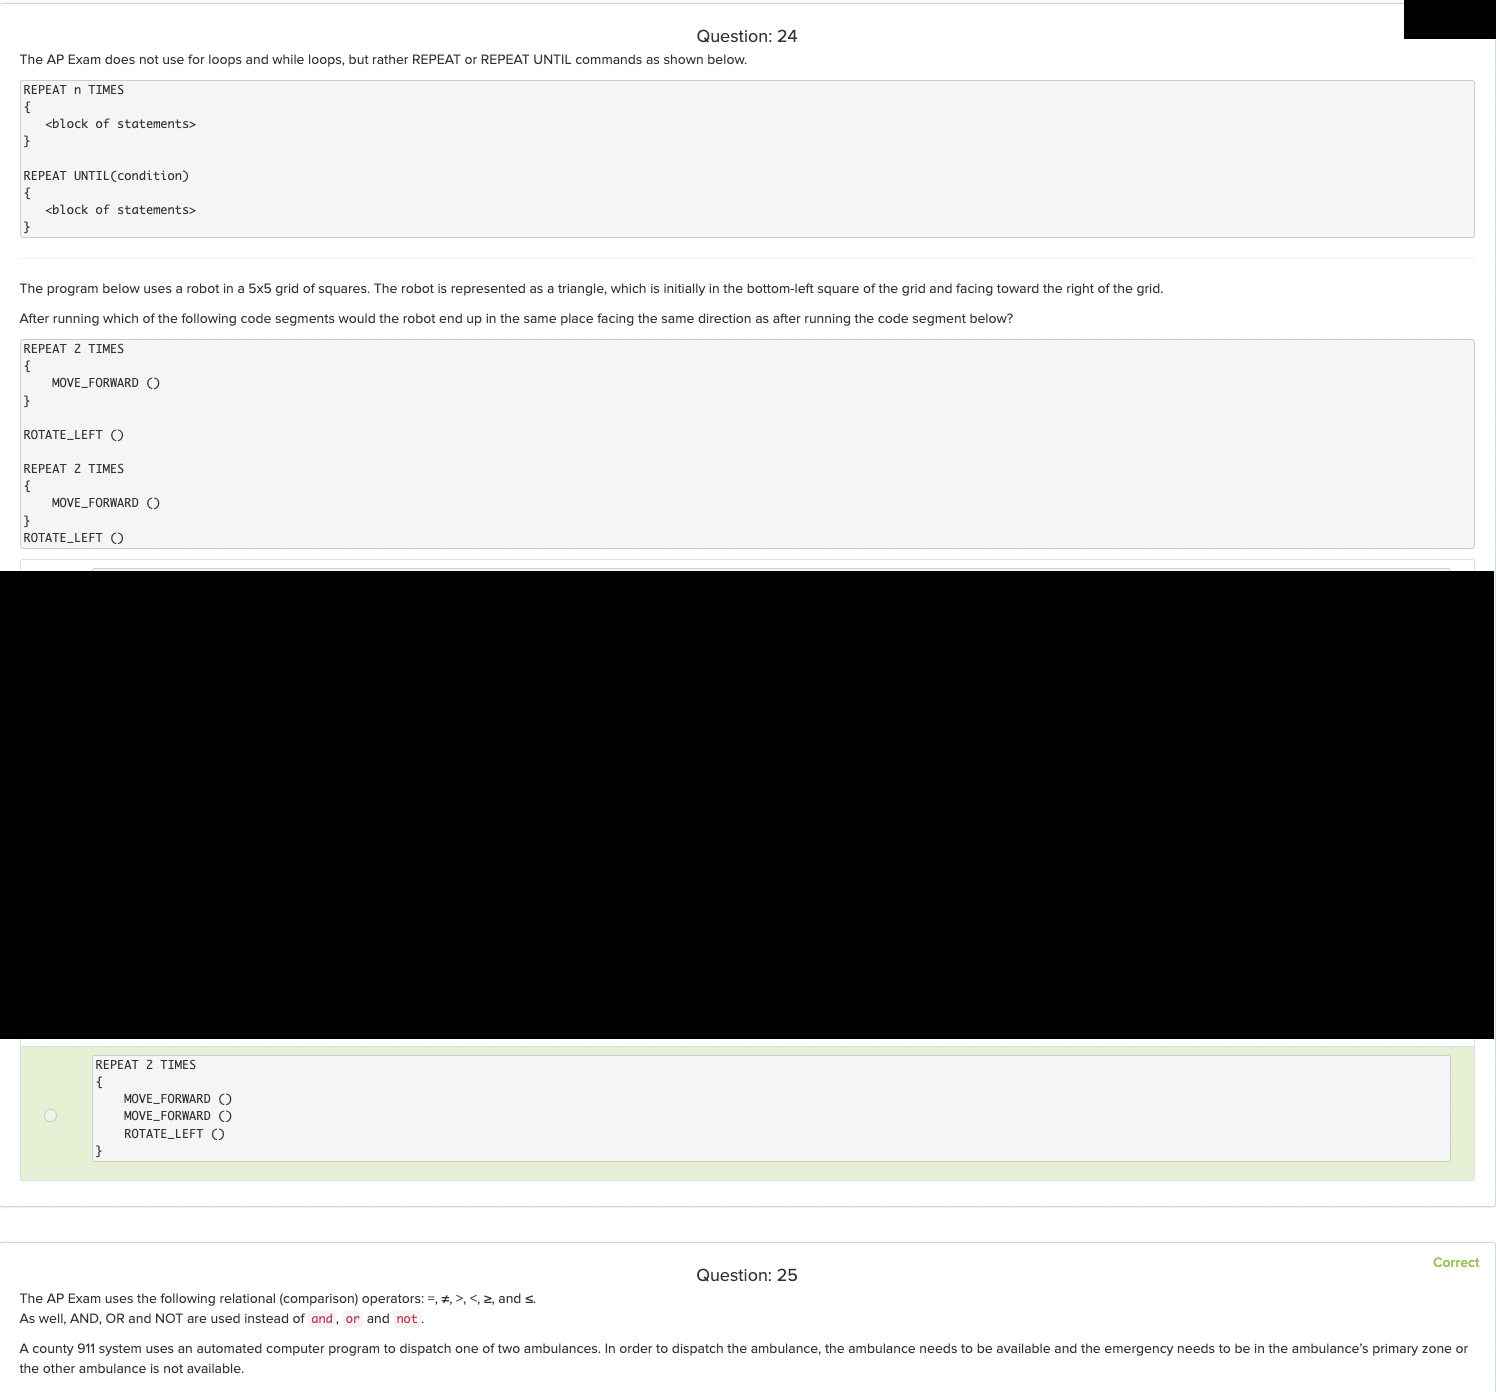 Question: 24
The AP Exam does not use for loops and while loops, but rather REPEAT or REPEAT UNTIL commands as shown below.
REPEAT n TIMES
{
   <block of statements>
}
REPEAT UNTIL(condition)
{
   <block of statements>
}
The program below uses a robot in a 5x5 grid of squares. The robot is represented as a triangle, which is initially in the bottom-left square of the grid and facing toward the right of the grid.
After running which of the following code segments would the robot end up in the same place facing the same direction as after running the code segment below?
REPEAT 2 TIMES
{
    MOVE_FORWARD ()
}
ROTATE_LEFT ()
REPEAT 2 TIMES
{
    MOVE_FORWARD ()
}
ROTATE_LEFT ()
REPEAT 2 TIMES
{
    MOVE_FORWARD ()
    MOVE_FORWARD ()
    ROTATE_LEFT ()
}
Correct
Question: 25
The AP Exam uses the following relational (comparison) operators: =, ≠, >, <, ≥, and ≤.
As well, AND, OR and NOT are used instead of and, or and not.
A county 911 system uses an automated computer program to dispatch one of two ambulances. In order to dispatch the ambulance, the ambulance needs to be available and the emergency needs to be in the ambulance's primary zone or
the other ambulance is not available.